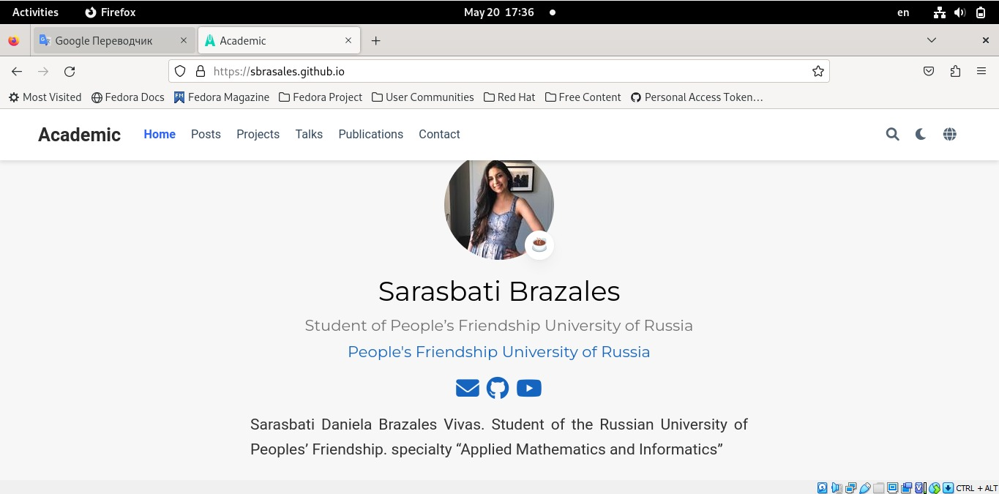 Activities Firefox May 20 17:36 en
Google Переводчик Academic
https://sbrasales.github.io
Most Visited Fedora Docs Fedora Magazine Fedora Project User Communities Red Hat Free Content Personal Access Token…
Academic Home Posts Projects Talks Publications Contact
Sarasbati Brazales
Student of People’s Friendship University of Russia
People's Friendship University of Russia
Sarasbati Daniela Brazales Vivas. Student of the Russian University of
Peoples’ Friendship. specialty “Applied Mathematics and Informatics”
CTRL + ALT